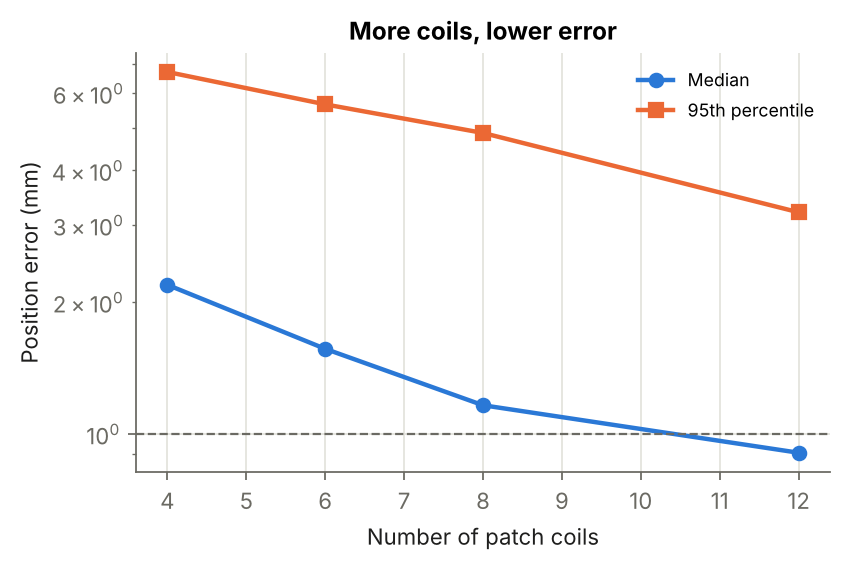 More coils, lower error
Median
95th percentile
Position error (mm)
6 × 10⁰
4 × 10⁰
3 × 10⁰
2 × 10⁰
10⁰
4 5 6 7 8 9 10 11 12
Number of patch coils